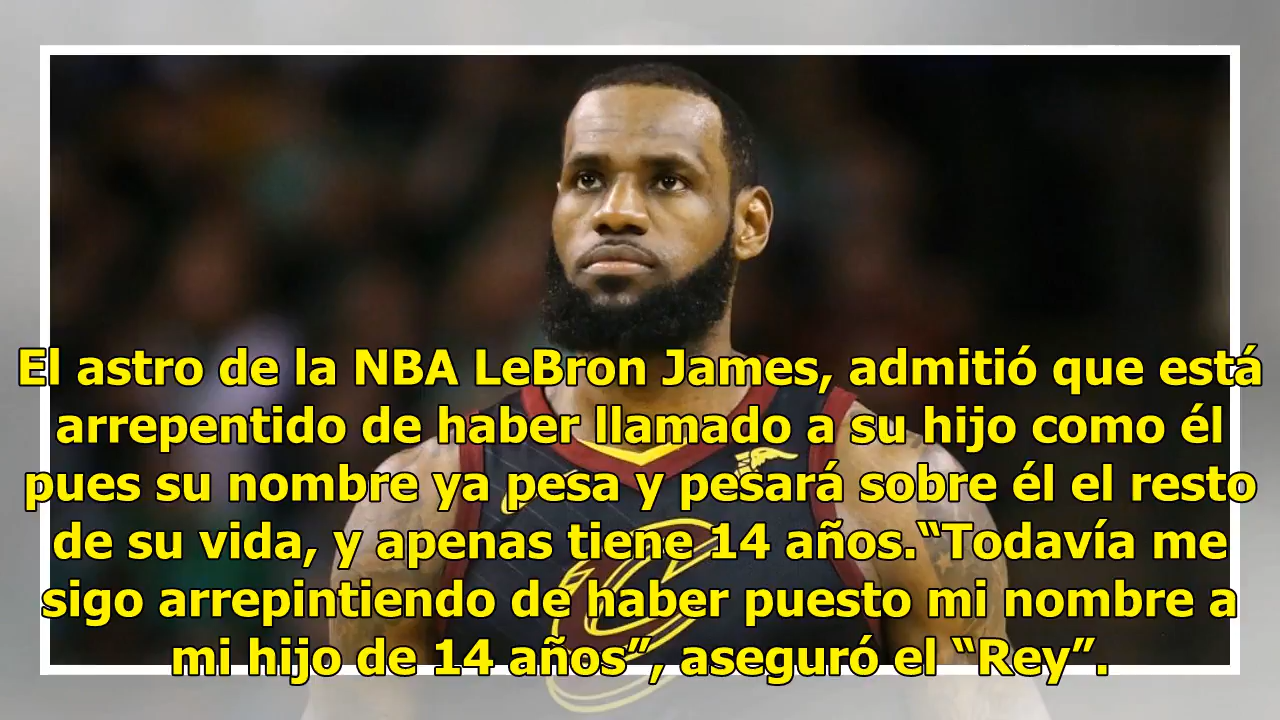 El astro de la NBA LeBron James, admitió que está
arrepentido de haber llamado a su hijo como él
pues su nombre ya pesa y pesará sobre él el resto
de su vida, y apenas tiene 14 años.“Todavía me
sigo arrepintiendo de haber puesto mi nombre a
mi hijo de 14 años”, aseguró el “Rey”.